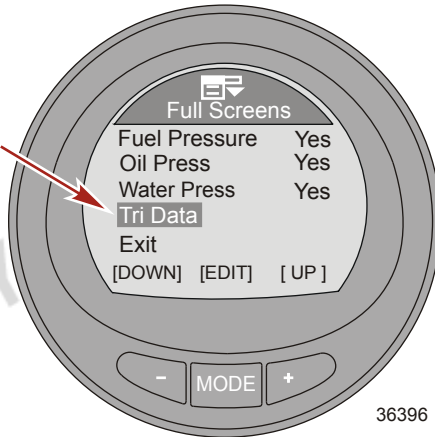 Full Screens
Fuel Pressure Yes
Oil Press Yes
Water Press Yes
Tri Data
Exit
[DOWN] [EDIT] [ UP ]
- MODE +
36396